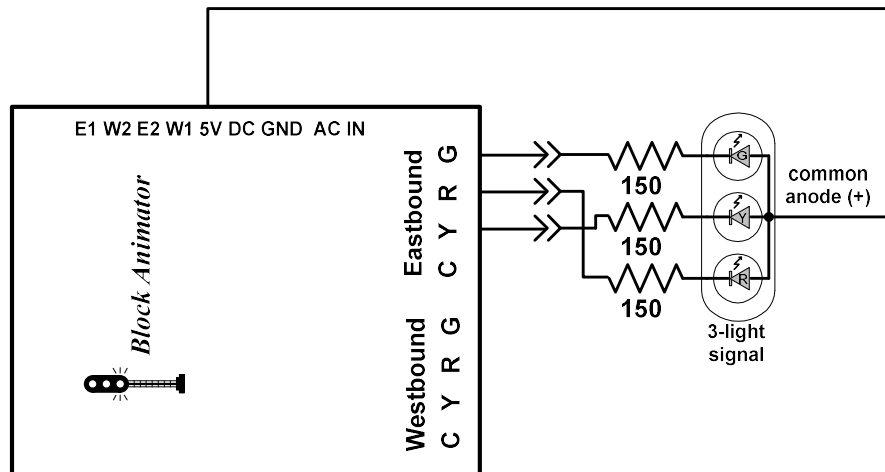 E1 W2 E2 W1 5V DC GND AC IN
Block Animator
Eastbound
C Y R G
Westbound
C Y R G
150
150
150
G
Y
R
common
anode (+)
3-light
signal